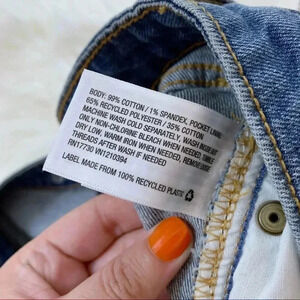 BODY: 99% COTTON / 1% SPANDEX, POCKET LINING:
65% RECYCLED POLYESTER / 35% COTTON
MACHINE WASH COLD SEPARATELY, WASH INSIDE OUT,
ONLY NON-CHLORINE BLEACH WHEN NEEDED, TUMBLE
DRY LOW, WARM IRON WHEN NEEDED, REMOVE LOOSE
THREADS AFTER WASH IF NEEDED
RN17730 VN1210394
LABEL MADE FROM 100% RECYCLED PLASTIC